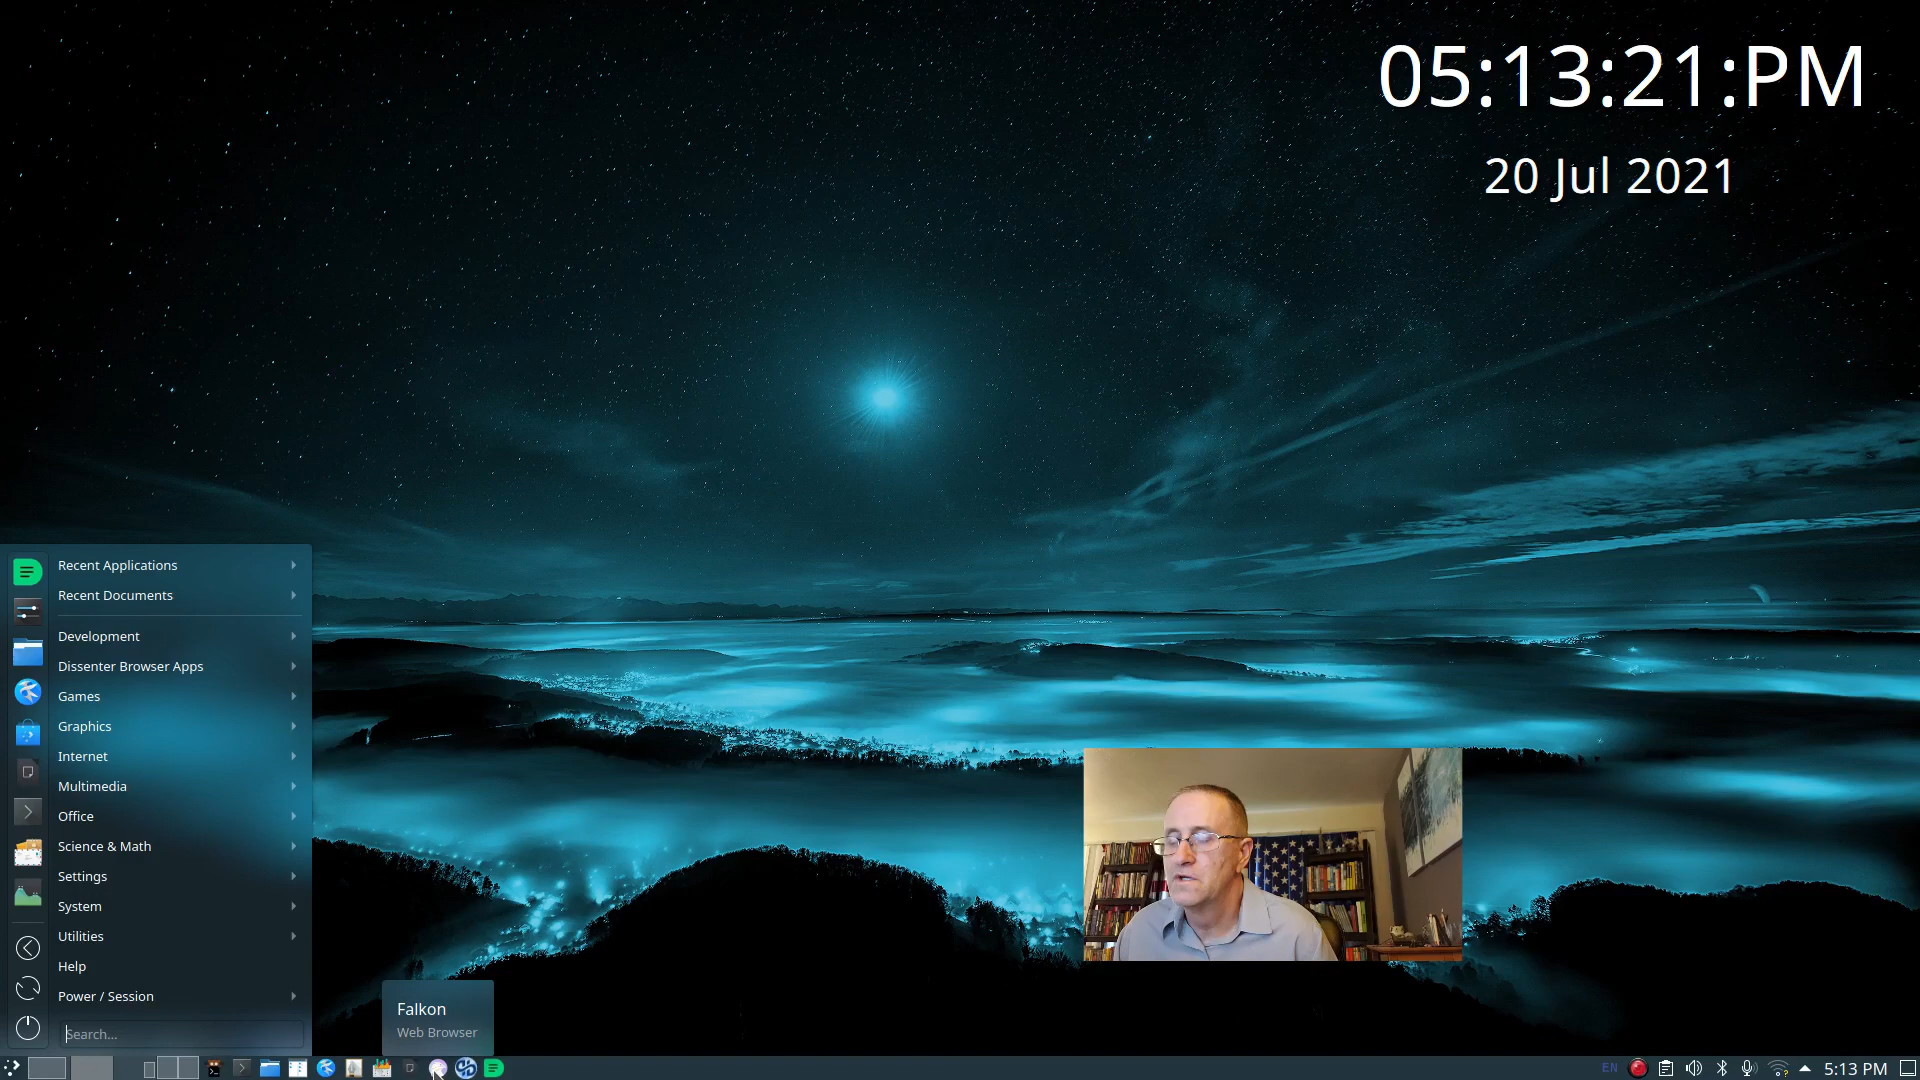 05:13:21:PM
20 Jul 2021
Recent Applications
Recent Documents
Development
Dissenter Browser Apps
Games
Graphics
Internet
Multimedia
Office
Science & Math
Settings
System
Utilities
Help
Power / Session
Search...
Falkon
Web Browser
EN
5:13 PM